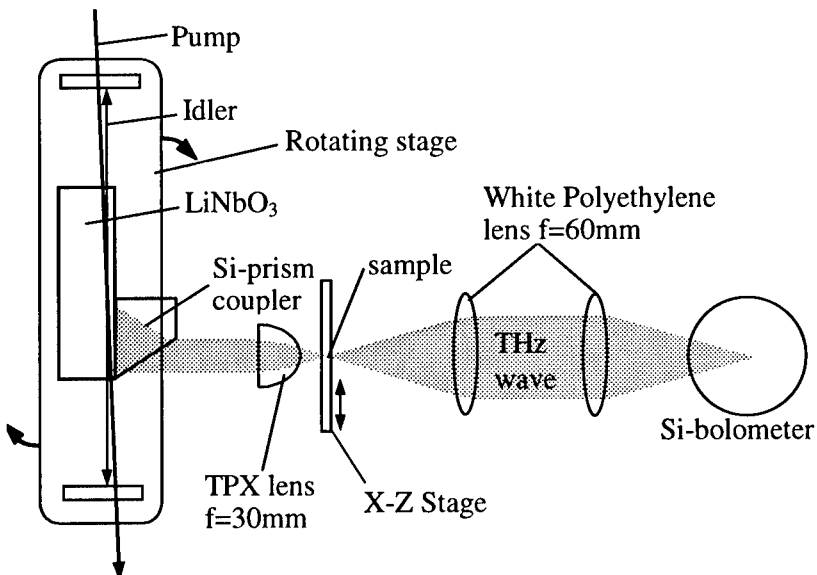 Pump
Idler
Rotating stage
LiNbO₃
White Polyethylene
lens f=60mm
Si-prism
coupler
sample
THz
wave
Si-bolometer
TPX lens
f=30mm
X-Z Stage